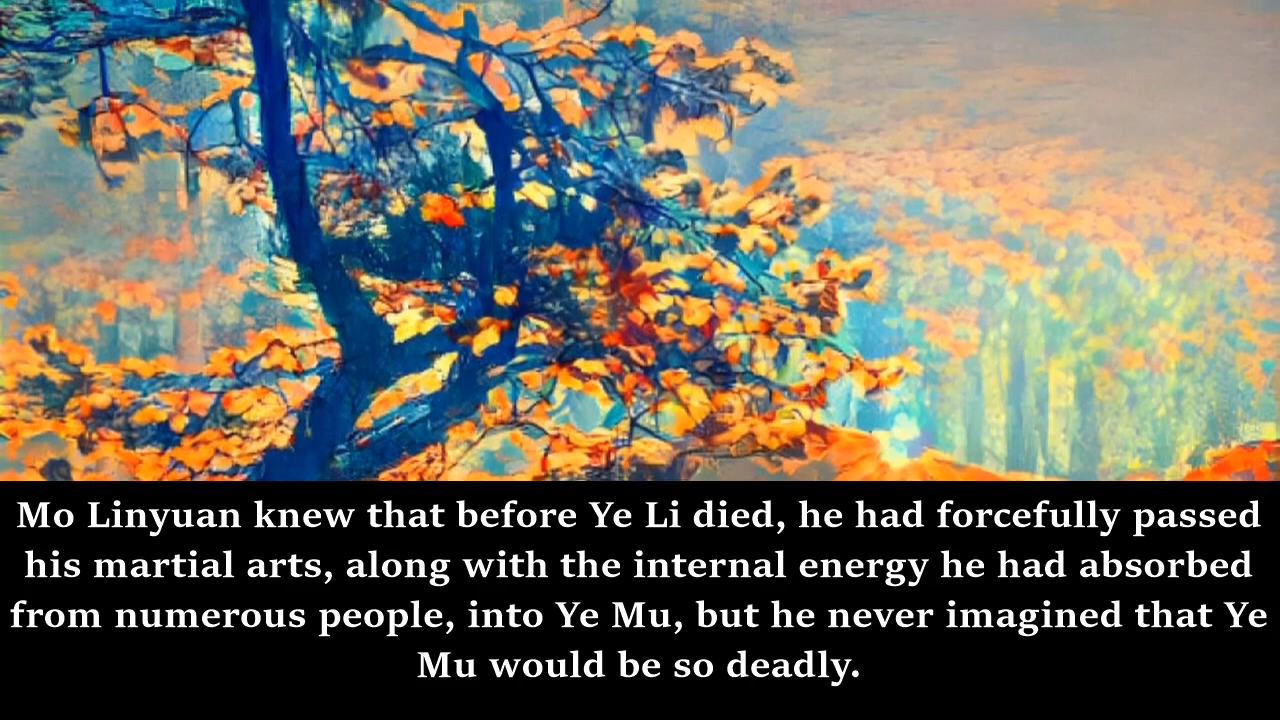 Mo Linyuan knew that before Ye Li died, he had forcefully passed
his martial arts, along with the internal energy he had absorbed
from numerous people, into Ye Mu, but he never imagined that Ye
Mu would be so deadly.